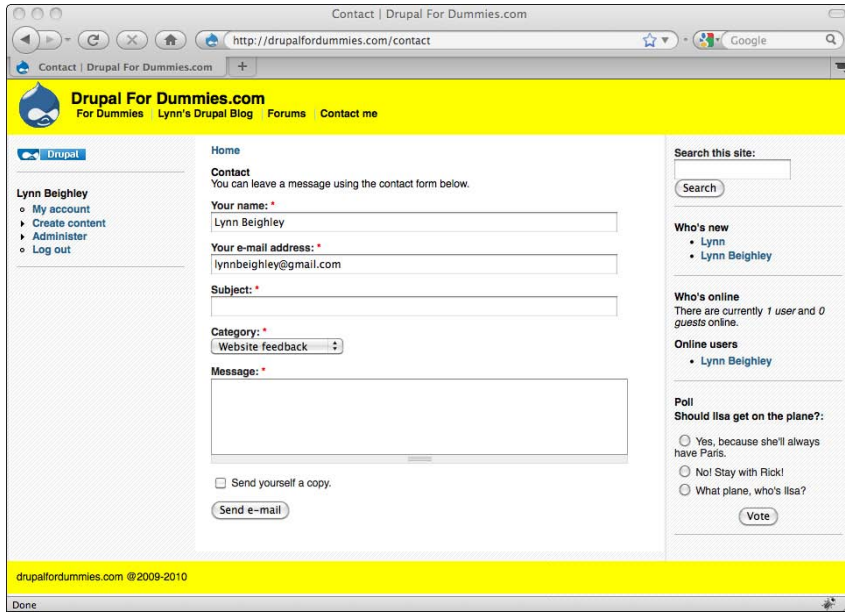 Contact | Drupal For Dummies.com
http://drupalfordummies.com/contact
Google
Contact | Drupal For Dummies.com
+
Drupal For Dummies.com
For Dummies | Lynn's Drupal Blog | Forums | Contact me
Drupal
Lynn Beighley
My account
Create content
Administer
Log out
Home
Contact
You can leave a message using the contact form below.
Your name: *
Lynn Beighley
Your e-mail address: *
lynnbeighley@gmail.com
Subject: *
Category: *
Website feedback
Message: *
Send yourself a copy.
Send e-mail
Search this site:
Search
Who's new
Lynn
Lynn Beighley
Who's online
There are currently 1 user and 0
guests online.
Online users
Lynn Beighley
Poll
Should Ilsa get on the plane?:
Yes, because she'll always
have Paris.
No! Stay with Rick!
What plane, who's Ilsa?
Vote
drupalfordummies.com @2009-2010
Done